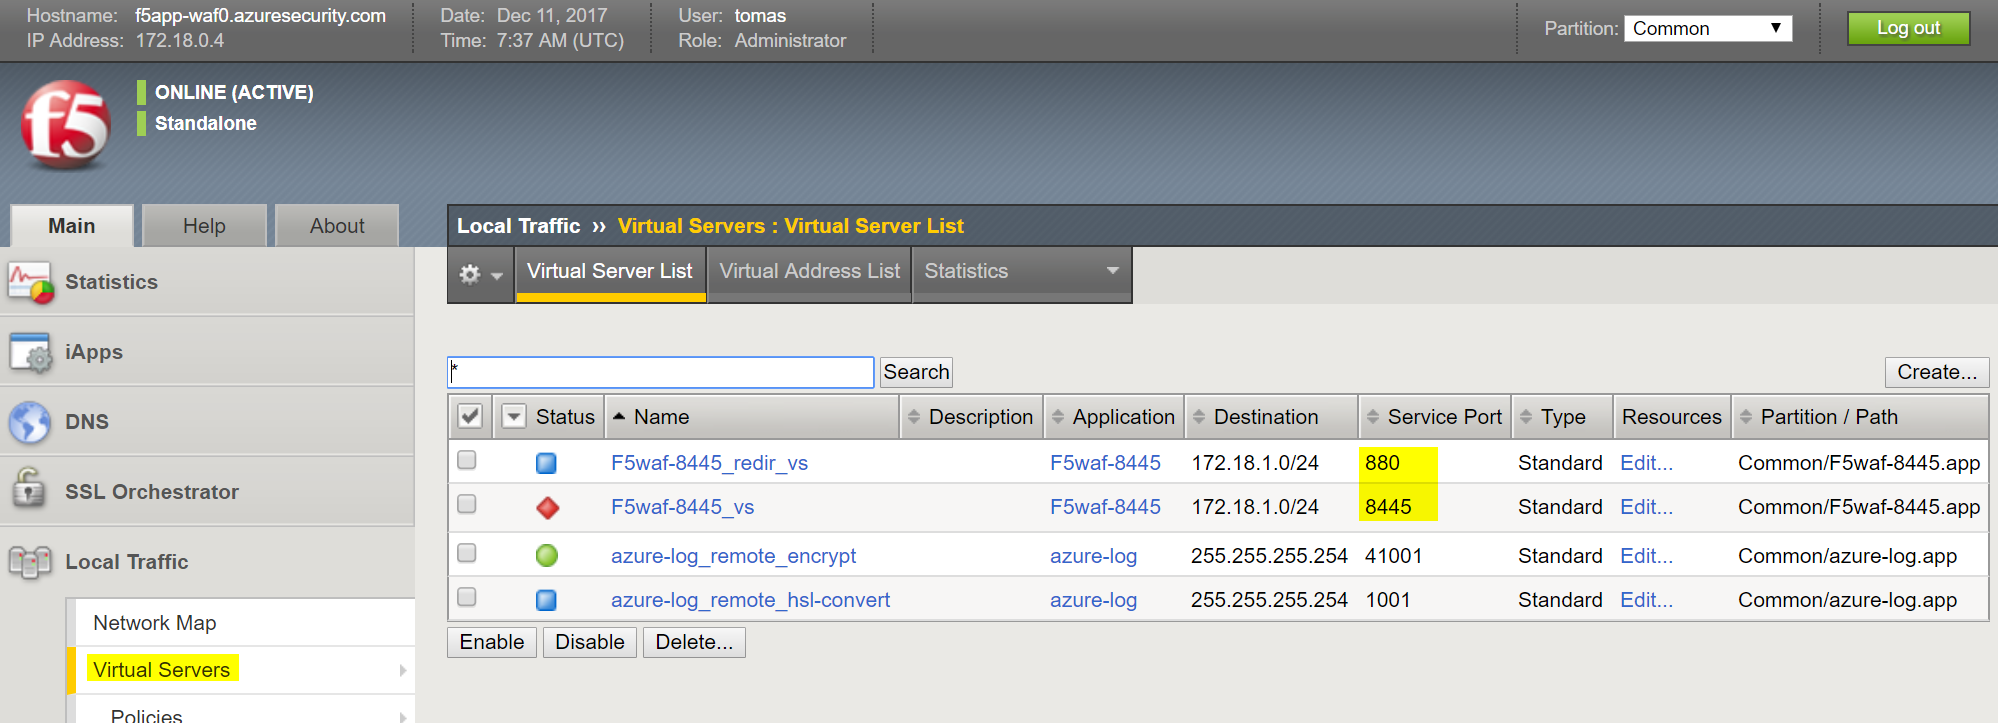 Hostname: f5app-waf0.azuresecurity.com
IP Address: 172.18.0.4
Date: Dec 11, 2017
Time: 7:37 AM (UTC)
User: tomas
Role: Administrator
Partition: Common
Log out
f5
ONLINE (ACTIVE)
Standalone
Main Help About
Statistics
iApps
DNS
SSL Orchestrator
Local Traffic
Network Map
Virtual Servers
Policies
Local Traffic ›› Virtual Servers : Virtual Server List
Virtual Server List Virtual Address List Statistics
* Search Create...
Status Name Description Application Destination Service Port Type Resources Partition / Path
F5waf-8445_redir_vs F5waf-8445 172.18.1.0/24 880 Standard Edit... Common/F5waf-8445.app
F5waf-8445_vs F5waf-8445 172.18.1.0/24 8445 Standard Edit... Common/F5waf-8445.app
azure-log_remote_encrypt azure-log 255.255.255.254 41001 Standard Edit... Common/azure-log.app
azure-log_remote_hsl-convert azure-log 255.255.255.254 1001 Standard Edit... Common/azure-log.app
Enable Disable Delete...